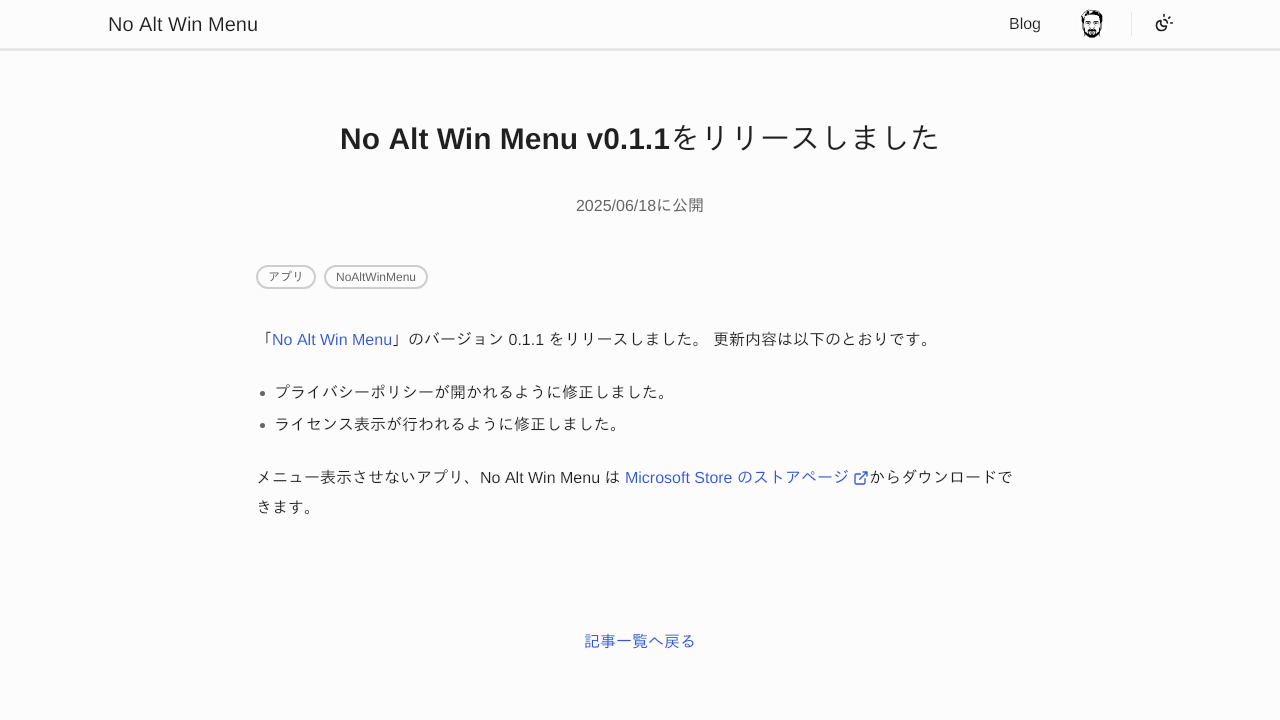 No Alt Win Menu
Blog
No Alt Win Menu v0.1.1をリリースしました
2025/06/18に公開
アプリ
NoAltWinMenu
「No Alt Win Menu」のバージョン 0.1.1 をリリースしました。 更新内容は以下のとおりです。
プライバシーポリシーが開かれるように修正しました。
ライセンス表示が行われるように修正しました。
メニュー表示させないアプリ、No Alt Win Menu は Microsoft Store のストアページ からダウンロードで
きます。
記事一覧へ戻る